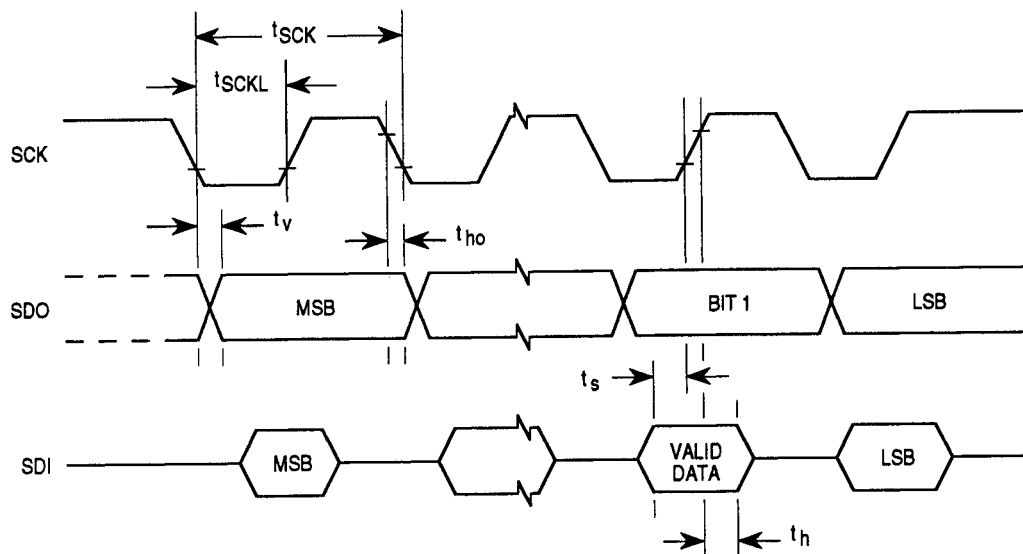 tSCK
tSCKL
SCK
tv
tho
SDO
MSB
BIT 1
LSB
ts
SDI
MSB
VALID
DATA
LSB
th